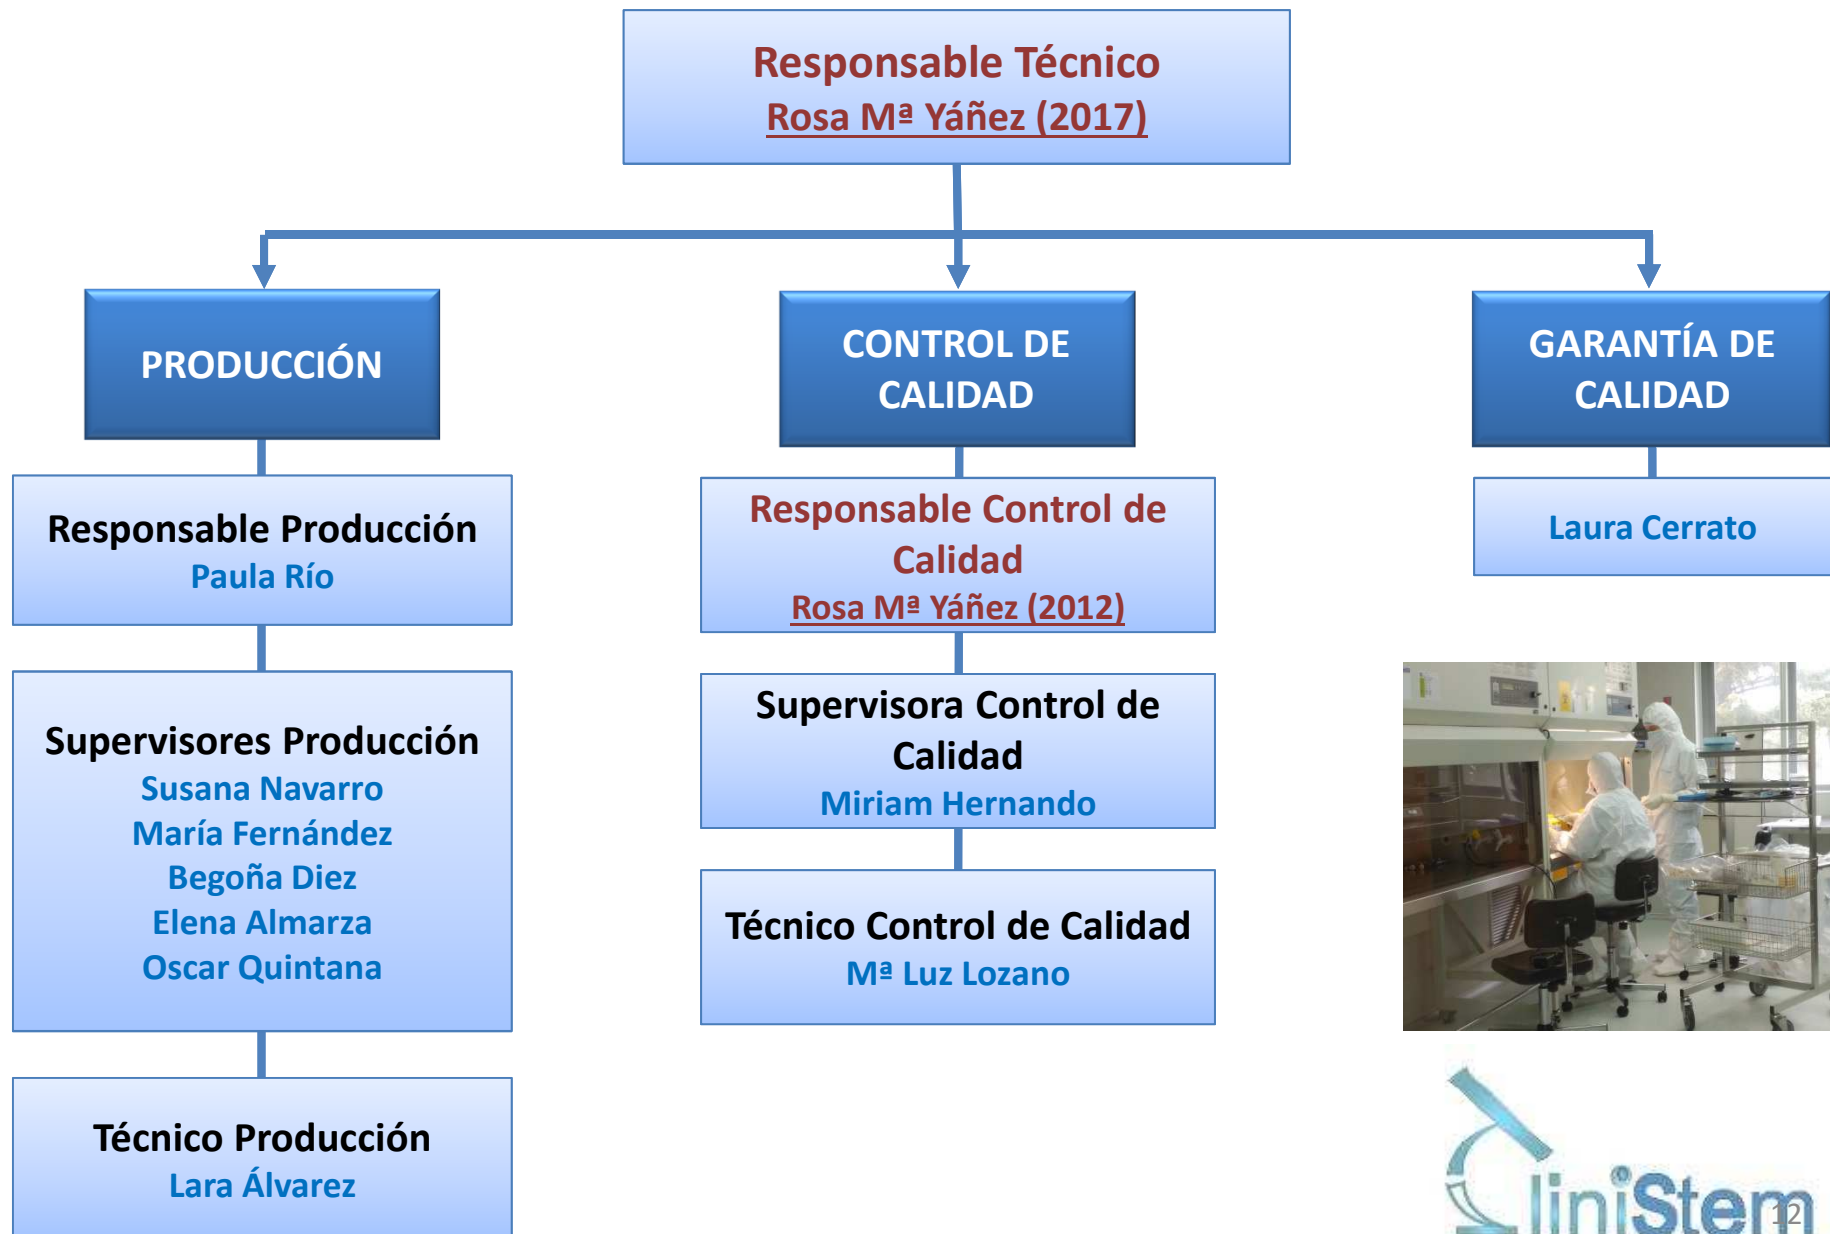 Responsable Técnico
Rosa Mª Yáñez (2017)
PRODUCCIÓN
Responsable Producción
Paula Río
Supervisores Producción
Susana Navarro
María Fernández
Begoña Diez
Elena Almarza
Oscar Quintana
Técnico Producción
Lara Álvarez
CONTROL DE
CALIDAD
Responsable Control de
Calidad
Rosa Mª Yáñez (2012)
Supervisora Control de
Calidad
Miriam Hernando
Técnico Control de Calidad
Mª Luz Lozano
GARANTÍA DE
CALIDAD
Laura Cerrato
CliniStem
12